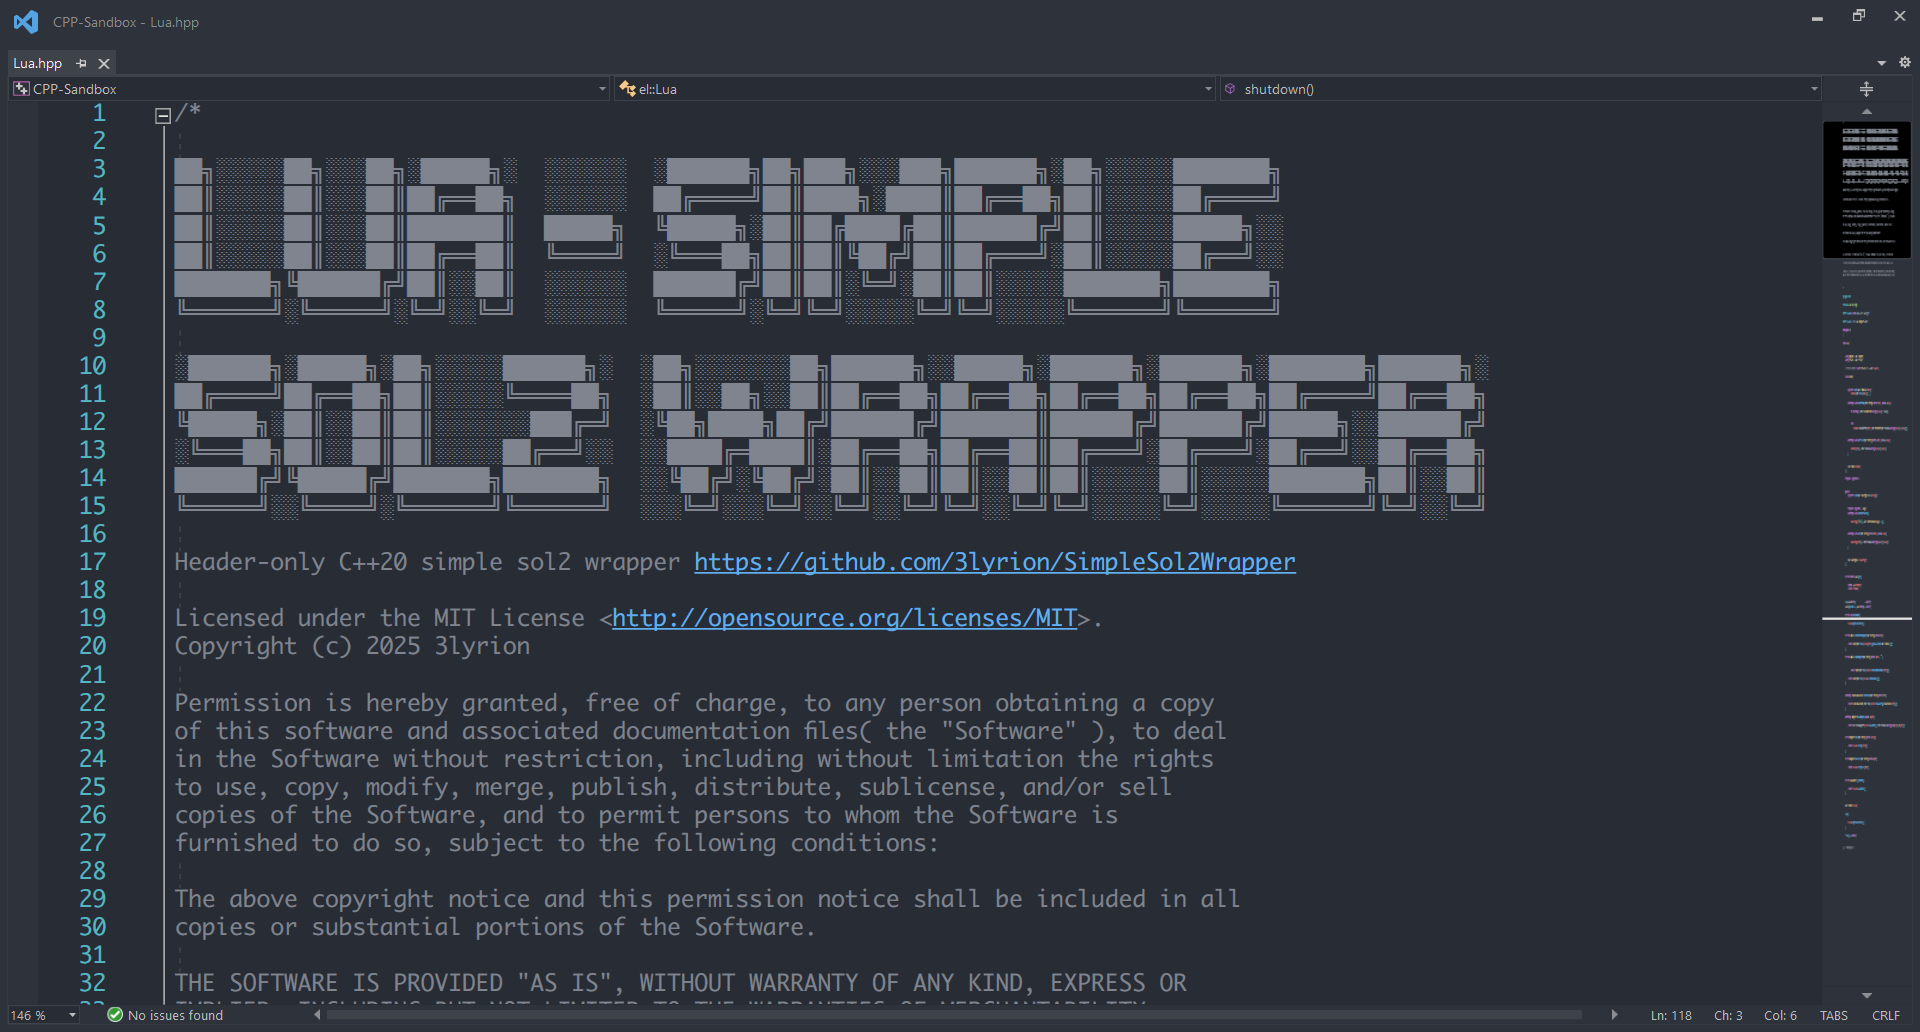 CPP-Sandbox - Lua.hpp
Lua.hpp
CPP-Sandbox
el::Lua
shutdown()
1 /*
2
3
4
5
6
7
8
LUA - SIMPLE
9
10
11
12
13
14
15
SOL2 WRAPPER
16
17 Header-only C++20 simple sol2 wrapper https://github.com/3lyrion/SimpleSol2Wrapper
18
19 Licensed under the MIT License <http://opensource.org/licenses/MIT>.
20 Copyright (c) 2025 3lyrion
21
22 Permission is hereby granted, free of charge, to any person obtaining a copy
23 of this software and associated documentation files( the "Software" ), to deal
24 in the Software without restriction, including without limitation the rights
25 to use, copy, modify, merge, publish, distribute, sublicense, and/or sell
26 copies of the Software, and to permit persons to whom the Software is
27 furnished to do so, subject to the following conditions:
28
29 The above copyright notice and this permission notice shall be included in all
30 copies or substantial portions of the Software.
31
32 THE SOFTWARE IS PROVIDED "AS IS", WITHOUT WARRANTY OF ANY KIND, EXPRESS OR
146 %
No issues found
Ln: 118
Ch: 3
Col: 6
TABS
CRLF